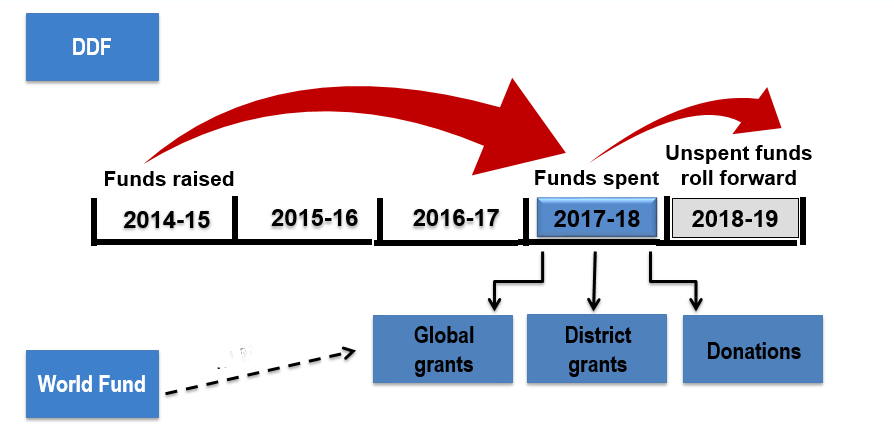 DDF
Funds raised
Funds spent
Unspent funds
roll forward
2014-15
2015-16
2016-17
2017-18
2018-19
Global
grants
District
grants
Donations
World Fund